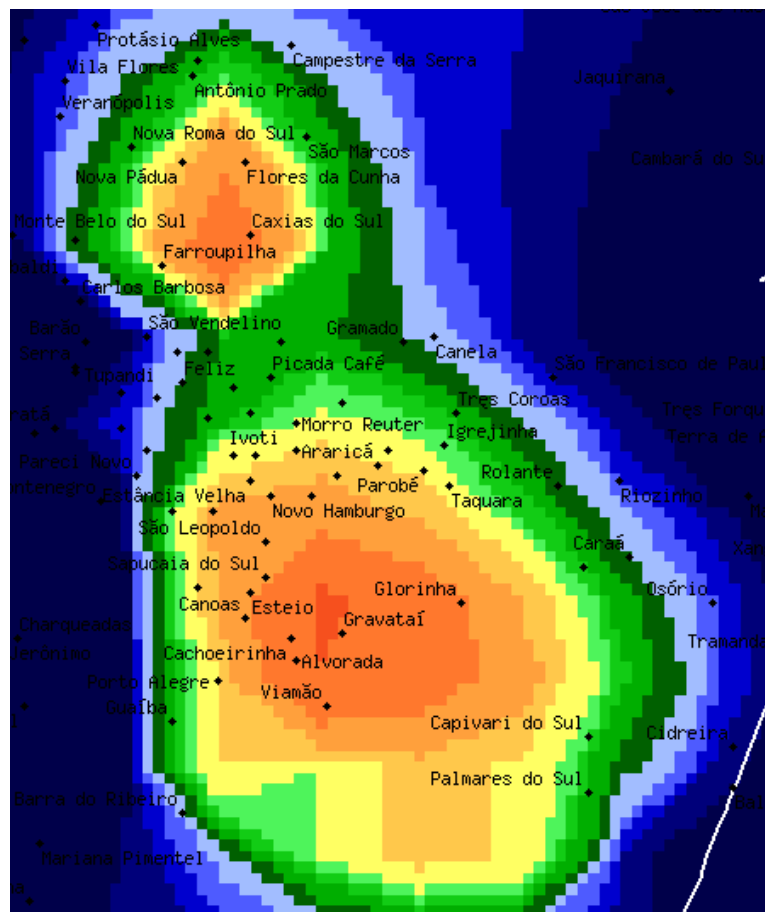 Protásio Alves
Campestre da Serra
Vila Flores
Jaquirana
Antônio Prado
Veranópolis
Nova Roma do Sul
São Marcos
Cambará do Su
Nova Pádua
Flores da Cunha
Monte Belo do Sul
Caxias do Sul
Farroupilha
baldi
Carlos Barbosa
São Vendelino
Barão
Gramado
Canela
Serra
Feliz
Picada Café
São Francisco de Paul
Tupandi
Três Coroas
Morro Reuter
Igrejinha
Ivoti
Araricá
Pareci Novo
Parobé
Rolante
Taquara
Riozinho
ntenegro
Estância Velha
Novo Hamburgo
São Leopoldo
Caraá
Sapucaia do Sul
Glorinha
Osório
Canoas
Esteio
Gravataí
Charqueadas
Tramanda
Jerônimo
Cachoeirinha
Alvorada
Porto Alegre
Viamão
Guaíba
Capivari do Sul
Cidreira
Palmares do Sul
Barra do Ribeiro
Mariana Pimentel